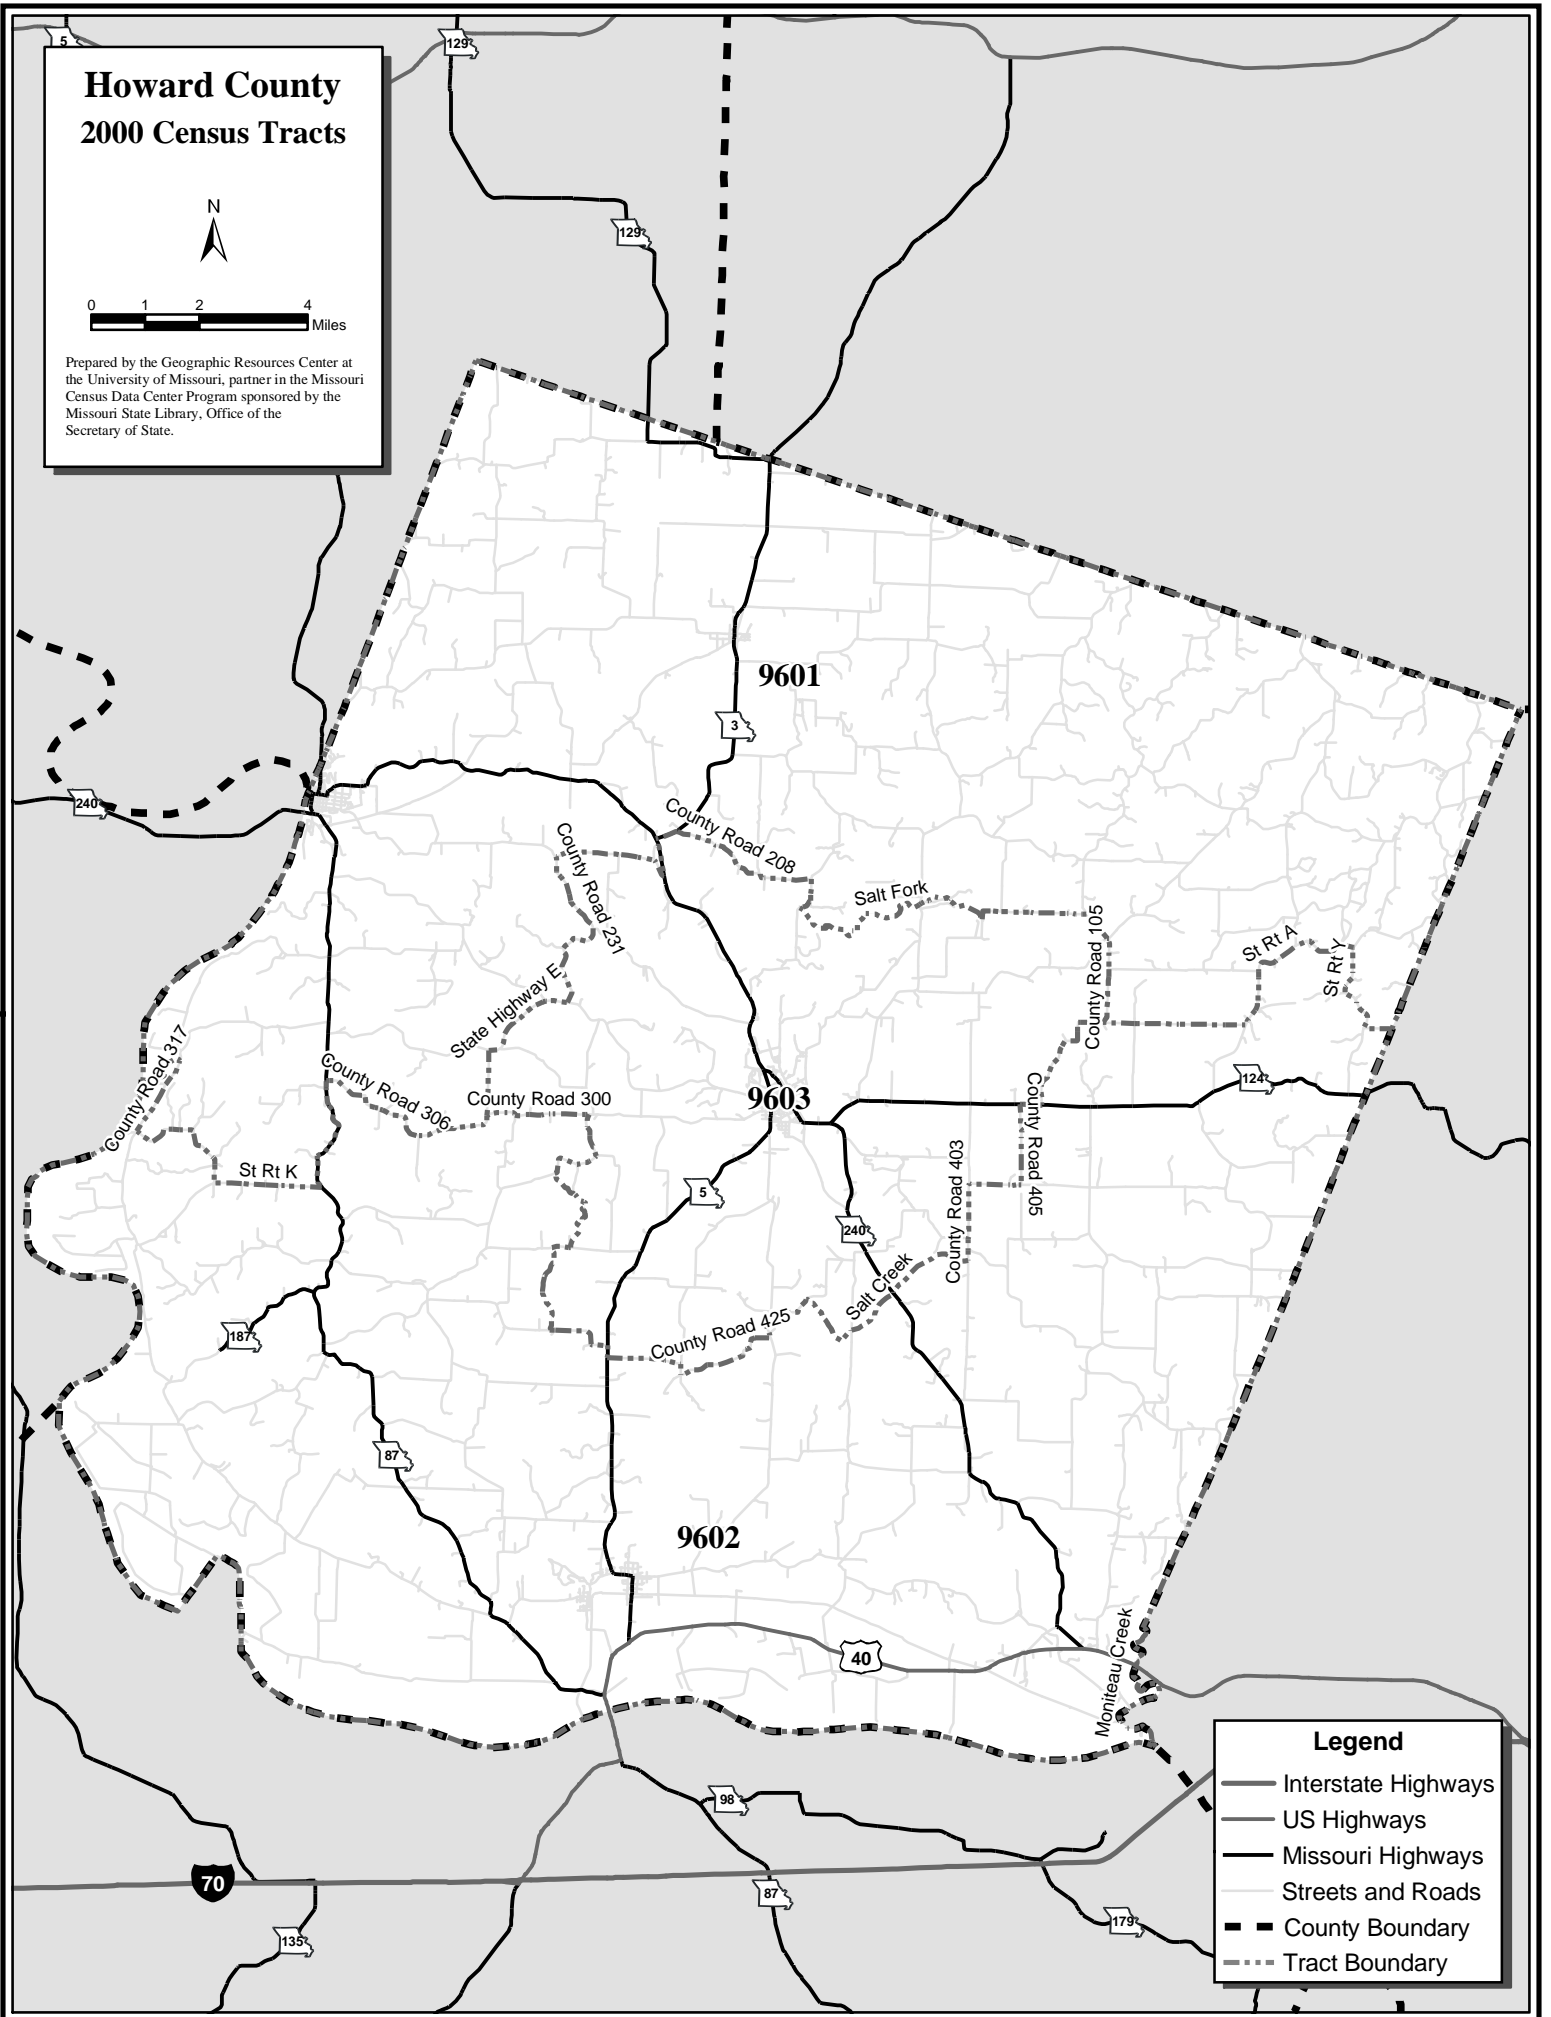 5
129
Howard County
2000 Census Tracts
N
0 1 2 4
Miles
Prepared by the Geographic Resources Center at
the University of Missouri, partner in the Missouri
Census Data Center Program sponsored by the
Missouri State Library, Office of the
Secretary of State.
129
9601
3
240
County Road 208
County Road 231
Salt Fork
County Road 105
St Rt A
St Rt Y
State Highway E
County Road 317
County Road 306
County Road 300
9603
124
County Road 405
County Road 403
St Rt K
5
240
Salt Creek
187
County Road 425
87
9602
40
Moniteau Creek
98
70
87
135
179
Legend
Interstate Highways
US Highways
Missouri Highways
Streets and Roads
County Boundary
Tract Boundary